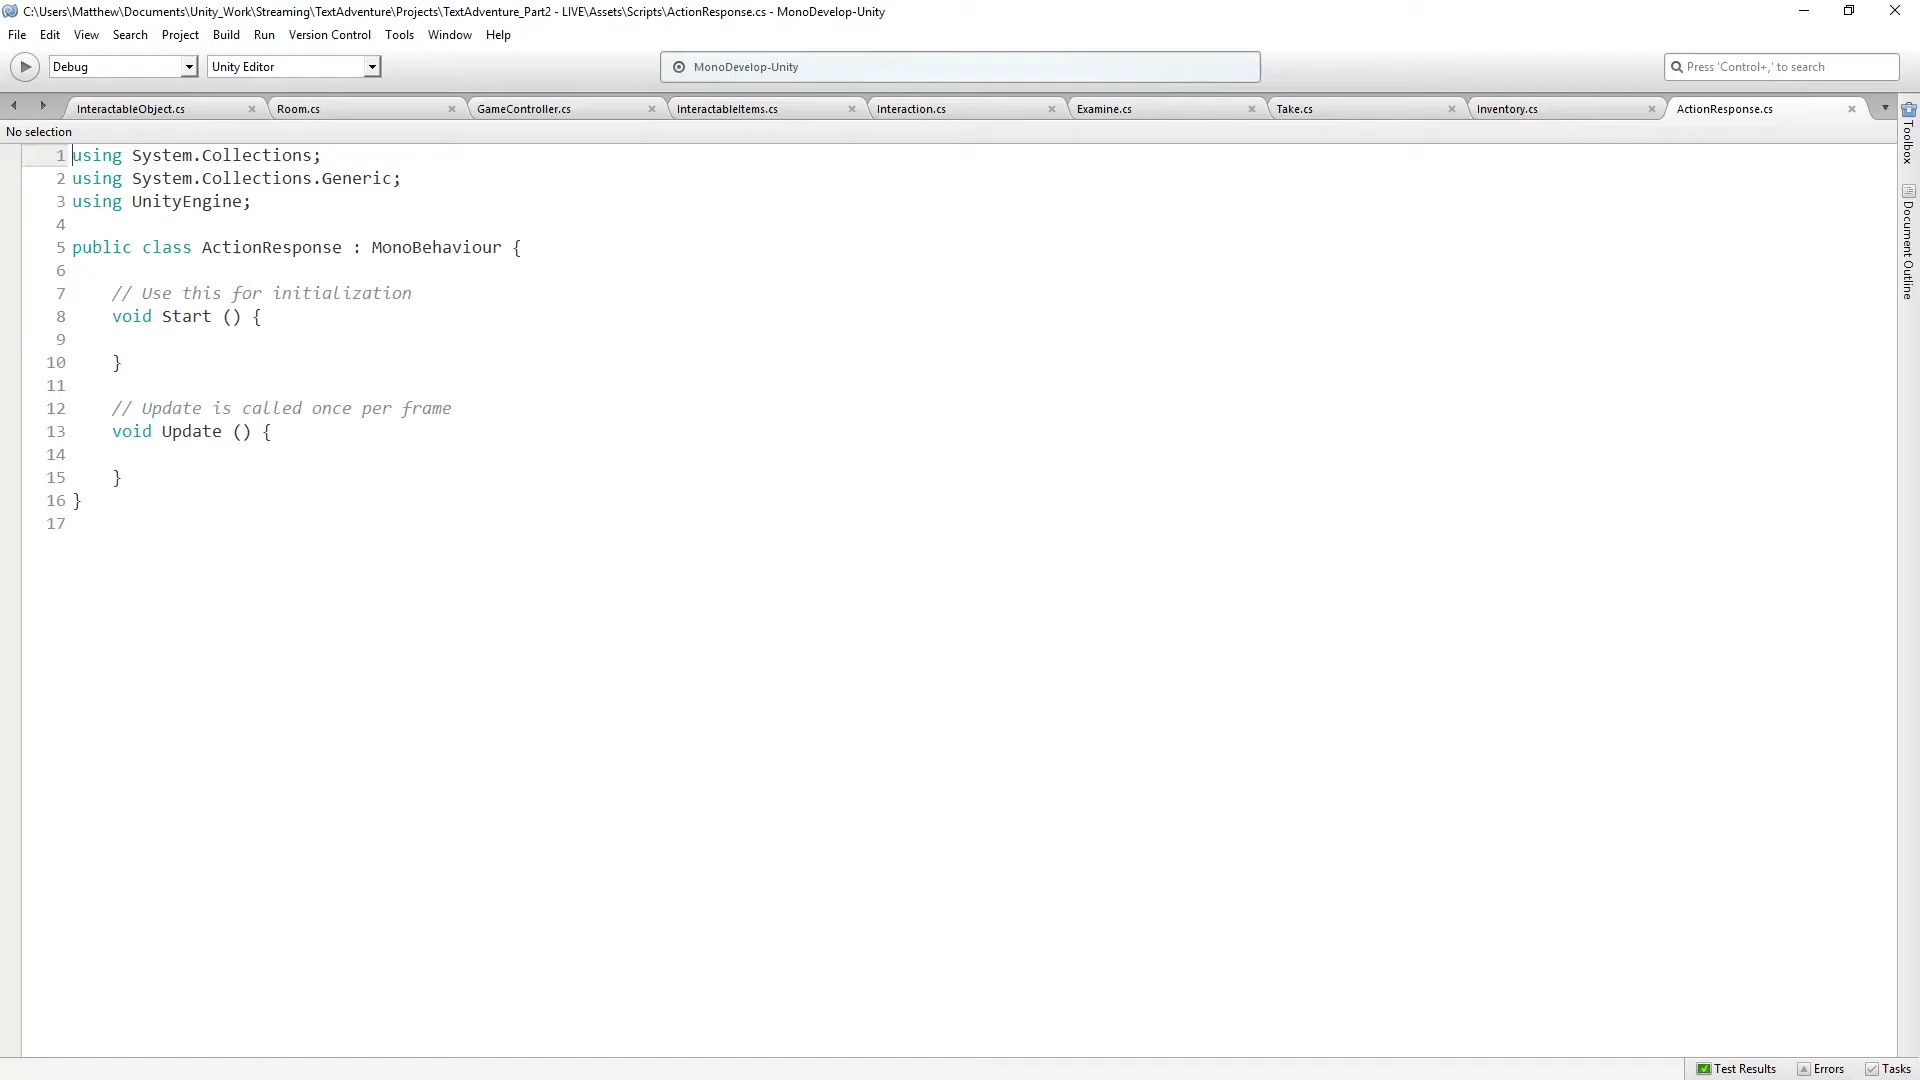 C:\Users\Matthew\Documents\Unity_Work\Streaming\TextAdventure\Projects\TextAdventure_Part2 - LIVE\Assets\Scripts\ActionResponse.cs - MonoDevelop-Unity
File Edit View Search Project Build Run Version Control Tools Window Help
Debug Unity Editor MonoDevelop-Unity Press 'Control+,' to search
InteractableObject.cs Room.cs GameController.cs InteractableItems.cs Interaction.cs Examine.cs Take.cs Inventory.cs ActionResponse.cs
No selection
1 using System.Collections;
2 using System.Collections.Generic;
3 using UnityEngine;
4
5 public class ActionResponse : MonoBehaviour {
6
7 // Use this for initialization
8 void Start () {
9
10 }
11
12 // Update is called once per frame
13 void Update () {
14
15 }
16 }
17
Toolbox
Document Outline
Test Results Errors Tasks